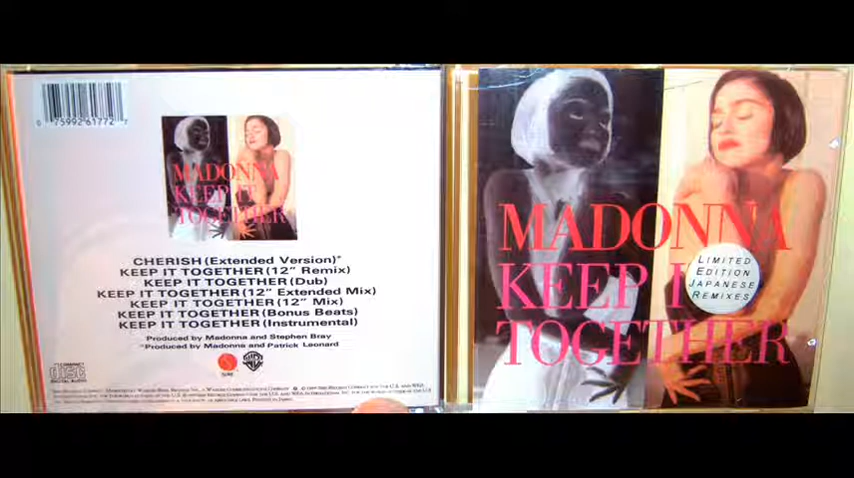 0 75992 61772 7
MADONNA
KEEP IT
TOGETHER
CHERISH (Extended Version)*
KEEP IT TOGETHER (12" Remix)
KEEP IT TOGETHER (Dub)
KEEP IT TOGETHER (12" Extended Mix)
KEEP IT TOGETHER (12" Mix)
KEEP IT TOGETHER (Bonus Beats)
KEEP IT TOGETHER (Instrumental)
Produced by Madonna and Stephen Bray
*Produced by Madonna and Patrick Leonard
DIGITAL AUDIO
MADONNA
KEEP I
TOGETHER
LIMITED
EDITION
JAPANESE
REMIXES